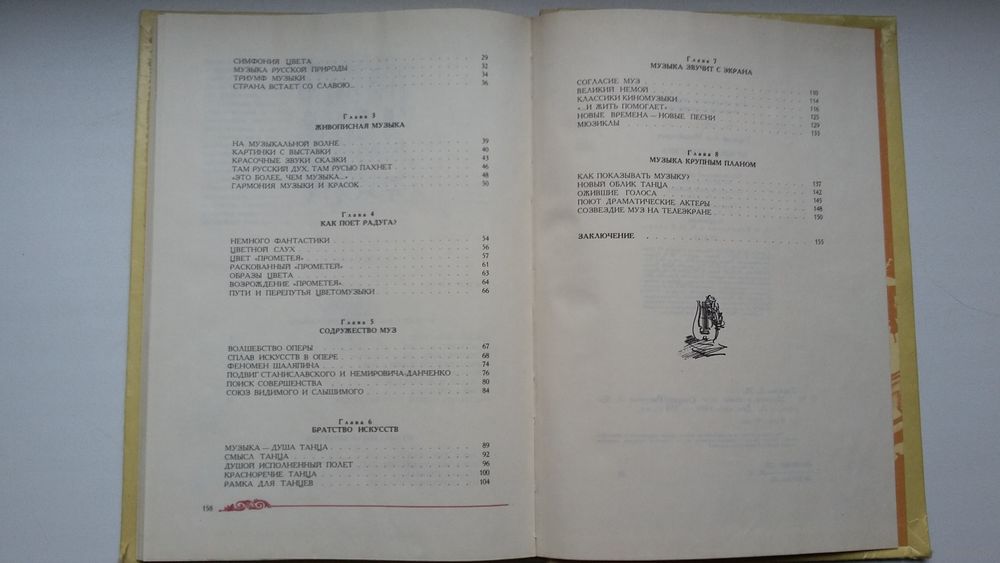 СИМФОНИЯ ЦВЕТА . . . . . . . . . . . . . . . . 29
МУЗЫКА РУССКОЙ ПРИРОДЫ . . . . . . . . . . . . 32
ТРИУМФ МУЗЫКИ . . . . . . . . . . . . . . . . 34
СТРАНА ВСТАЕТ СО СЛАВОЮ... . . . . . . . . . . 36
Глава 3
ЖИВОПИСНАЯ МУЗЫКА
НА МУЗЫКАЛЬНОЙ ВОЛНЕ . . . . . . . . . . . . . 39
КАРТИНКИ С ВЫСТАВКИ . . . . . . . . . . . . . 40
КРАСОЧНЫЕ ЗВУКИ СКАЗКИ . . . . . . . . . . . . 43
ТАМ РУССКИЙ ДУХ, ТАМ РУСЬЮ ПАХНЕТ . . . . . . 46
«ЭТО БОЛЕЕ, ЧЕМ МУЗЫКА...» . . . . . . . . . . 48
ГАРМОНИЯ МУЗЫКИ И КРАСОК . . . . . . . . . . . 50
Глава 4
КАК ПОЕТ РАДУГА?
НЕМНОГО ФАНТАСТИКИ . . . . . . . . . . . . . . 54
ЦВЕТНОЙ СЛУХ . . . . . . . . . . . . . . . . . 56
ЦВЕТ «ПРОМЕТЕЯ» . . . . . . . . . . . . . . . 57
РАСКОВАННЫЙ «ПРОМЕТЕЙ» . . . . . . . . . . . . 61
ОБРАЗЫ ЦВЕТА . . . . . . . . . . . . . . . . . 63
ВОЗРОЖДЕНИЕ «ПРОМЕТЕЯ» . . . . . . . . . . . . 64
ПУТИ И ПЕРЕПУТЬЯ ЦВЕТОМУЗЫКИ . . . . . . . . . 66
Глава 5
СОДРУЖЕСТВО МУЗ
ВОЛШЕБСТВО ОПЕРЫ . . . . . . . . . . . . . . . 67
СПЛАВ ИСКУССТВ В ОПЕРЕ . . . . . . . . . . . . 68
ФЕНОМЕН ШАЛЯПИНА . . . . . . . . . . . . . . . 74
ПОДВИГ СТАНИСЛАВСКОГО И НЕМИРОВИЧА-ДАНЧЕНКО . . 76
ПОИСК СОВЕРШЕНСТВА . . . . . . . . . . . . . . 80
СОЮЗ ВИДИМОГО И СЛЫШИМОГО . . . . . . . . . . 84
Глава 6
БРАТСТВО ИСКУССТВ
МУЗЫКА — ДУША ТАНЦА . . . . . . . . . . . . . 89
СМЫСЛ ТАНЦА . . . . . . . . . . . . . . . . . 92
ДУШОЙ ИСПОЛНЕННЫЙ ПОЛЕТ . . . . . . . . . . . 96
КРАСНОРЕЧИЕ ТАНЦА . . . . . . . . . . . . . . 100
РАМКА ДЛЯ ТАНЦЕВ . . . . . . . . . . . . . . . 104
158
Глава 7
МУЗЫКА ЗВУЧИТ С ЭКРАНА
СОГЛАСИЕ МУЗ . . . . . . . . . . . . . . . . . 110
ВЕЛИКИЙ НЕМОЙ . . . . . . . . . . . . . . . . 114
КЛАССИКИ КИНОМУЗЫКИ . . . . . . . . . . . . . 116
«...И ЖИТЬ ПОМОГАЕТ» . . . . . . . . . . . . . 125
НОВЫЕ ВРЕМЕНА — НОВЫЕ ПЕСНИ . . . . . . . . . 129
МЮЗИКЛЫ . . . . . . . . . . . . . . . . . . . 133
Глава 8
МУЗЫКА КРУПНЫМ ПЛАНОМ
КАК ПОКАЗЫВАТЬ МУЗЫКУ? . . . . . . . . . . . . 137
НОВЫЙ ОБЛИК ТАНЦА . . . . . . . . . . . . . . 142
ОЖИВШИЕ ГОЛОСА . . . . . . . . . . . . . . . . 145
ПОЮТ ДРАМАТИЧЕСКИЕ АКТЕРЫ . . . . . . . . . . 148
СОЗВЕЗДИЕ МУЗ НА ТЕЛЕЭКРАНЕ . . . . . . . . . 150
ЗАКЛЮЧЕНИЕ . . . . . . . . . . . . . . . . . . 155